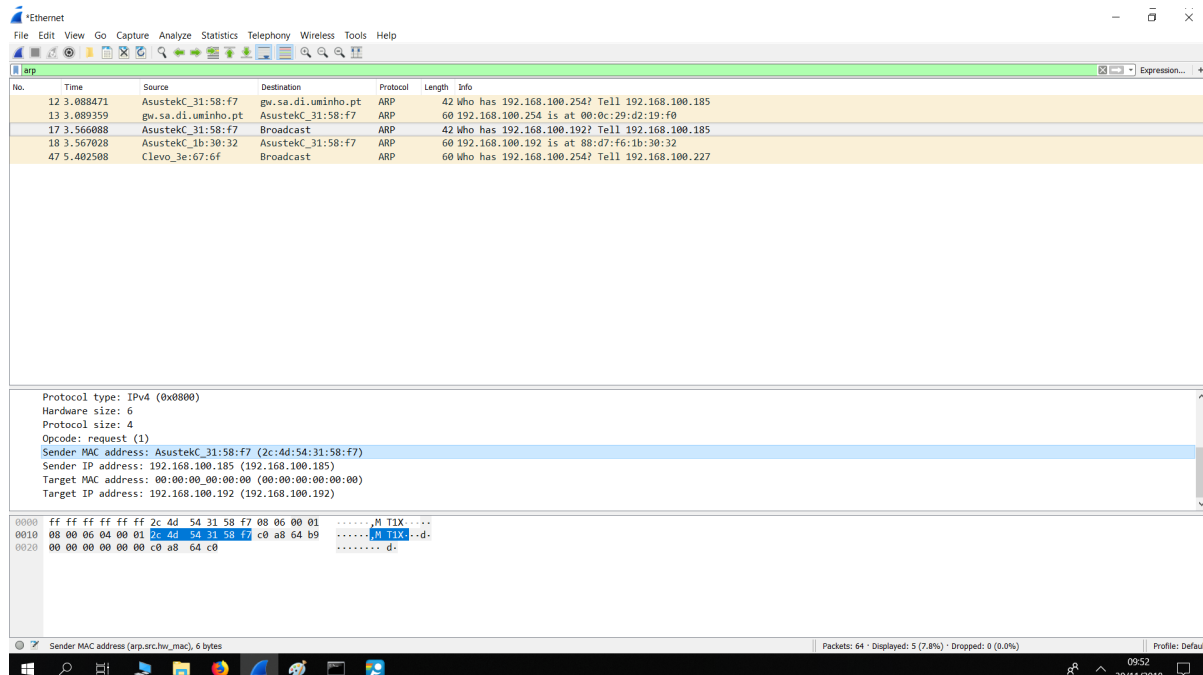 *Ethernet
File Edit View Go Capture Analyze Statistics Telephony Wireless Tools Help
arp Expression... +
No. Time Source Destination Protocol Length Info
12 3.088471 AsustekC_31:58:f7 gw.sa.di.uminho.pt ARP 42 Who has 192.168.100.254? Tell 192.168.100.185
13 3.089359 gw.sa.di.uminho.pt AsustekC_31:58:f7 ARP 60 192.168.100.254 is at 00:0c:29:d2:19:f0
17 3.566088 AsustekC_31:58:f7 Broadcast ARP 42 Who has 192.168.100.192? Tell 192.168.100.185
18 3.567028 AsustekC_1b:30:32 AsustekC_31:58:f7 ARP 60 192.168.100.192 is at 88:d7:f6:1b:30:32
47 5.402508 Clevo_3e:67:6f Broadcast ARP 60 Who has 192.168.100.254? Tell 192.168.100.227
Protocol type: IPv4 (0x0800)
Hardware size: 6
Protocol size: 4
Opcode: request (1)
Sender MAC address: AsustekC_31:58:f7 (2c:4d:54:31:58:f7)
Sender IP address: 192.168.100.185 (192.168.100.185)
Target MAC address: 00:00:00_00:00:00 (00:00:00:00:00:00)
Target IP address: 192.168.100.192 (192.168.100.192)
0000 ff ff ff ff ff ff 2c 4d 54 31 58 f7 08 06 00 01 ······,M T1X·····
0010 08 00 06 04 00 01 2c 4d 54 31 58 f7 c0 a8 64 b9 ······,M T1X···d·
0020 00 00 00 00 00 00 c0 a8 64 c0 ········ d·
Sender MAC address (arp.src.hw_mac), 6 bytes Packets: 64 · Displayed: 5 (7.8%) · Dropped: 0 (0.0%) Profile: Defau
09:52